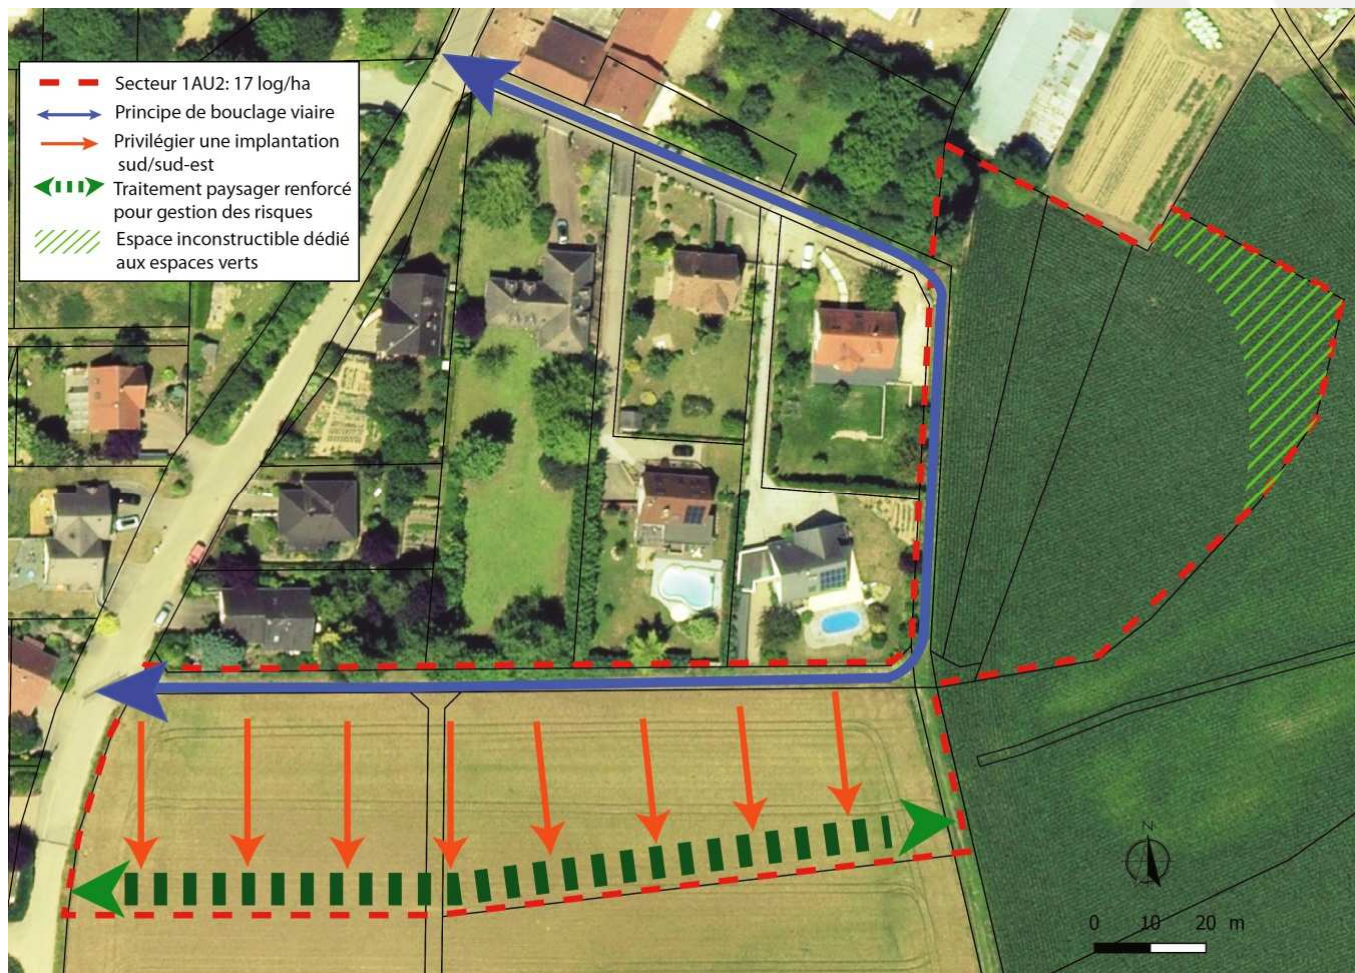 Secteur 1AU2: 17 log/ha
Principe de bouclage viaire
Privilégier une implantation
sud/sud-est
Traitement paysager renforcé
pour gestion des risques
Espace inconstructible dédié
aux espaces verts
N
0 10 20 m